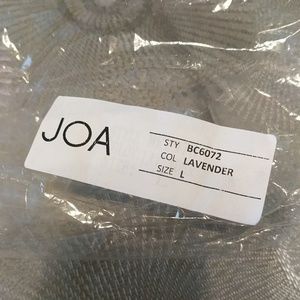 JOA
STY BC6072
COL LAVENDER
SIZE L